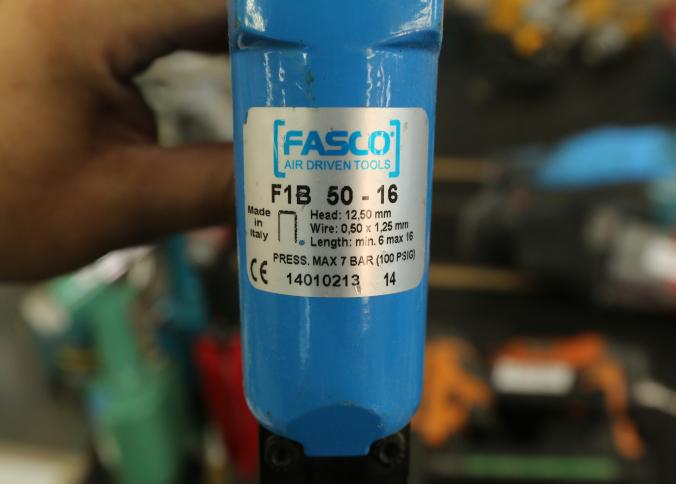 FASCO®
AIR DRIVEN TOOLS
F1B 50 - 16
Made in Italy
Head: 12,50 mm
Wire: 0,50 x 1,25 mm
Length: min. 6 max 16
PRESS. MAX 7 BAR (100 PSIG)
CE 14010213 14